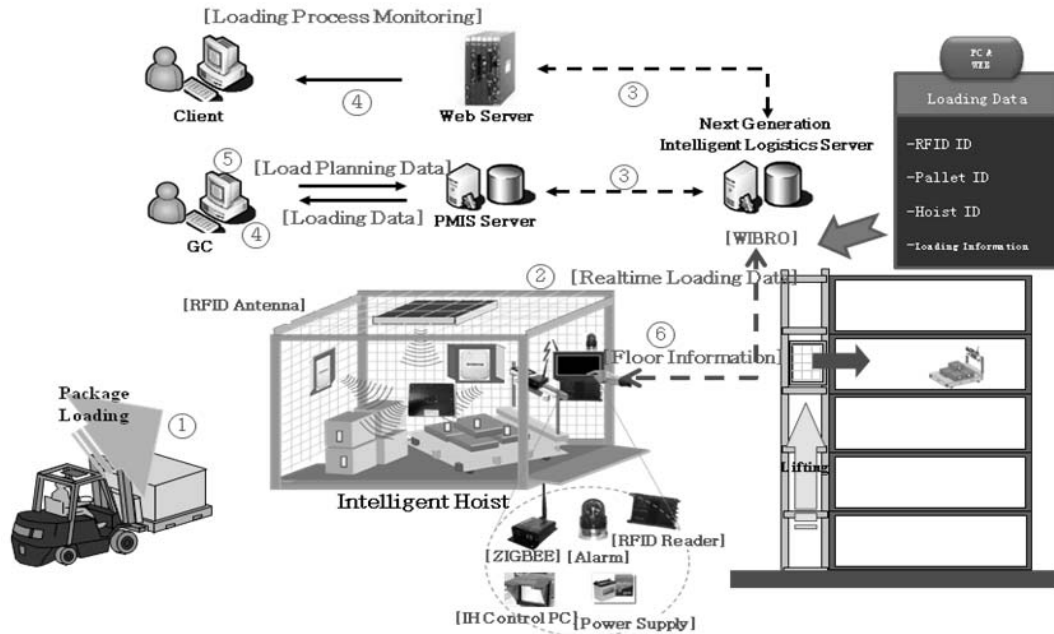 [Loading Process Monitoring]
PC &
WEB
Loading Data
-RFID ID
-Pallet ID
-Hoist ID
-Loading Information
④
③
Client
Web Server
Next Generation
Intelligent Logistics Server
⑤
[Load Planning Data]
[Loading Data]
③
④
GC
PMIS Server
[WIBRO]
②
[Realtime Loading Data]
[RFID Antenna]
⑥
[Floor Information]
Package
Loading
①
Lifting
Intelligent Hoist
[ZIGBEE]
[Alarm]
[RFID Reader]
[IH Control PC]
[Power Supply]